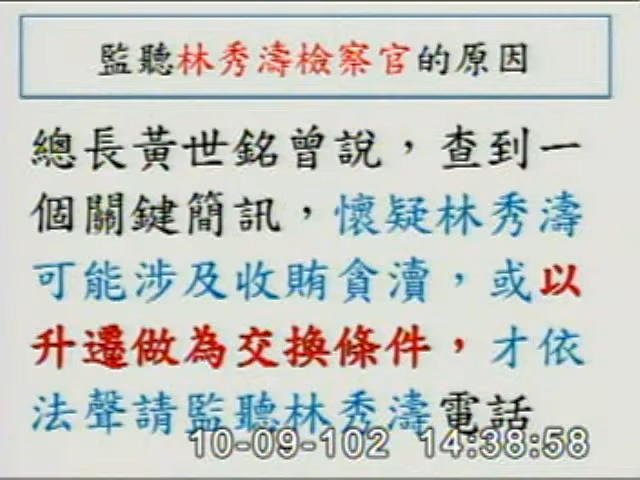 監聽林秀濤檢察官的原因
總長黃世銘曾說，查到一
個關鍵簡訊，懷疑林秀濤
可能涉及收賄貪瀆，或以
升遷做為交換條件，才依
法聲請監聽林秀濤電話
10-09-102 14:38:58